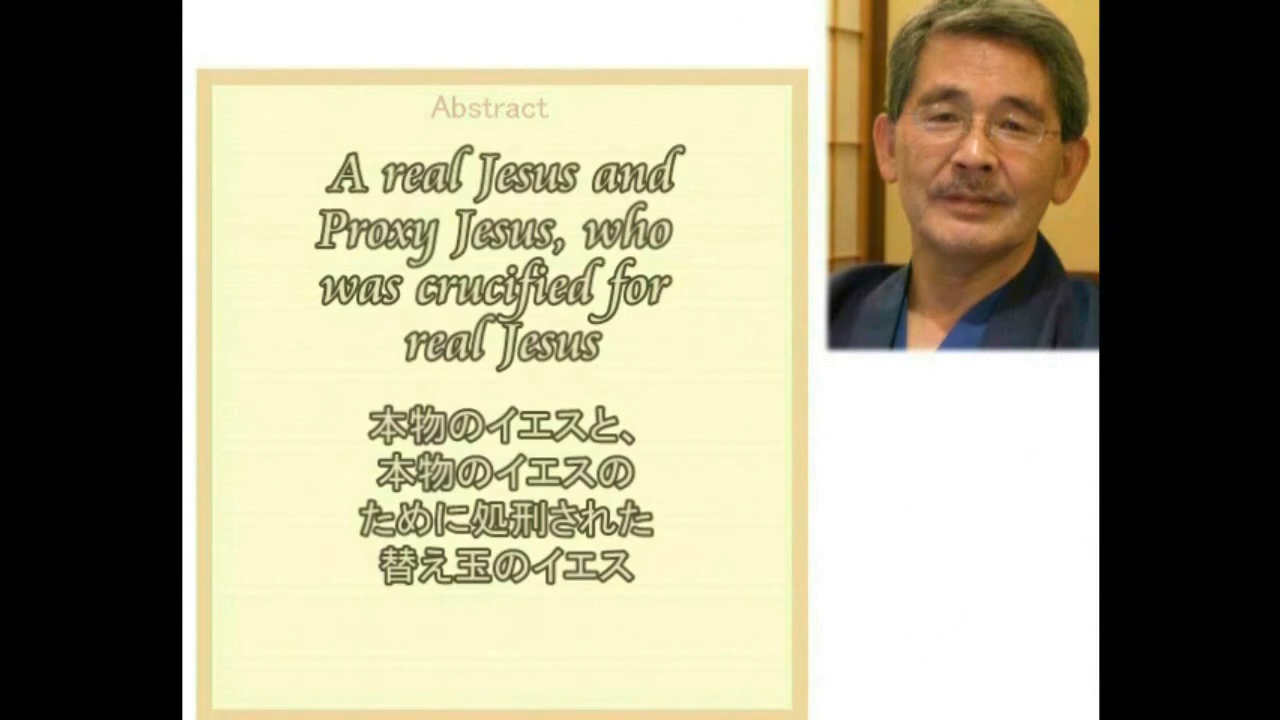 Abstract
A real Jesus and
Proxy Jesus, who
was crucified for
real Jesus
本物のイエスと、
本物のイエスの
ために処刑された
替え玉のイエス